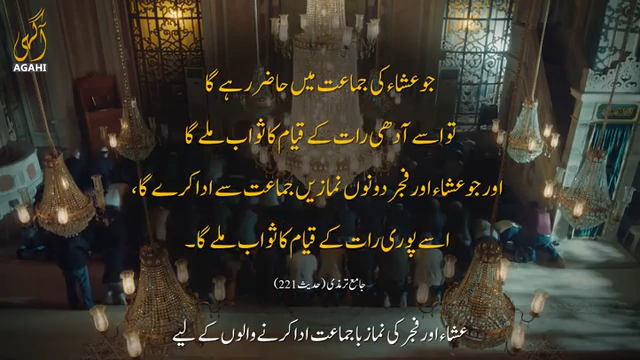 آگہی
AGAHI
جو عشاء کی جماعت میں حاضر رہے گا
تو اسے آدھی رات کے قیام کا ثواب ملے گا
اور جو عشاء اور فجر دونوں نمازیں جماعت سے ادا کرے گا،
اسے پوری رات کے قیام کا ثواب ملے گا۔
جامع ترمذی (حدیث 221)
عشاء اور فجر کی نماز باجماعت ادا کرنے والوں کے لیے